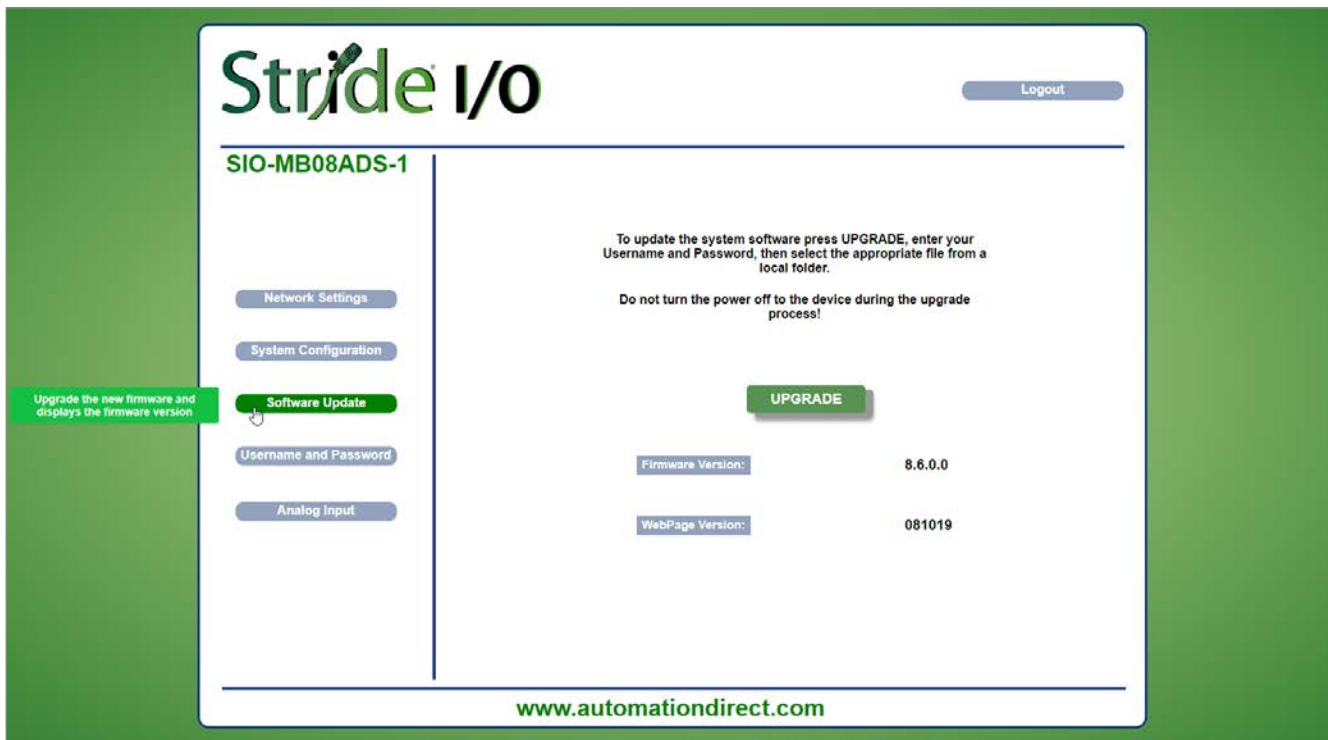 Stride I/O
Logout
SIO-MB08ADS-1
To update the system software press UPGRADE, enter your
Username and Password, then select the appropriate file from a
local folder.
Do not turn the power off to the device during the upgrade
process!
Network Settings
System Configuration
Upgrade the new firmware and
displays the firmware version
Software Update
UPGRADE
Username and Password
Firmware Version: 8.6.0.0
Analog Input
WebPage Version: 081019
www.automationdirect.com